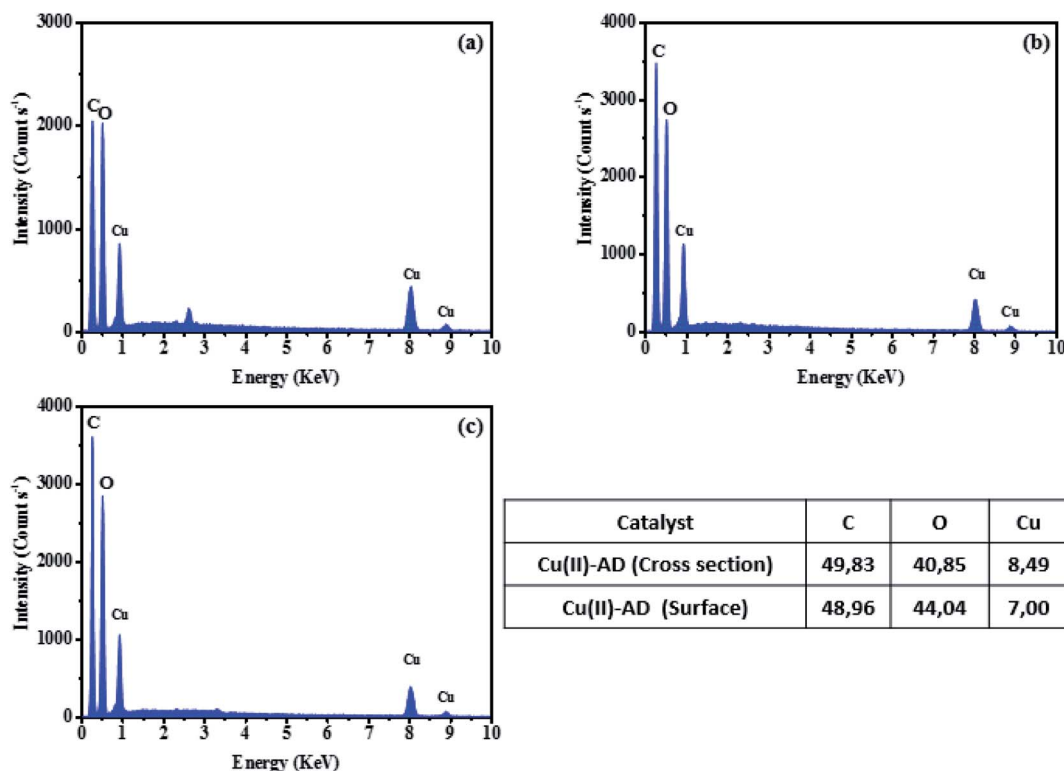 (a)
3000
2000
1000
0
Intensity (Count s⁻¹)
C
O
Cu
Cu
Cu
0 1 2 3 4 5 6 7 8 9 10
Energy (KeV)
(b)
4000
3000
2000
1000
0
Intensity (Count s⁻¹)
C
O
Cu
Cu
Cu
0 1 2 3 4 5 6 7 8 9 10
Energy (KeV)
(c)
4000
3000
2000
1000
0
Intensity (Count s⁻¹)
C
O
Cu
Cu
Cu
0 1 2 3 4 5 6 7 8 9 10
Energy (KeV)
Catalyst C O Cu
Cu(II)-AD (Cross section) 49,83 40,85 8,49
Cu(II)-AD (Surface) 48,96 44,04 7,00